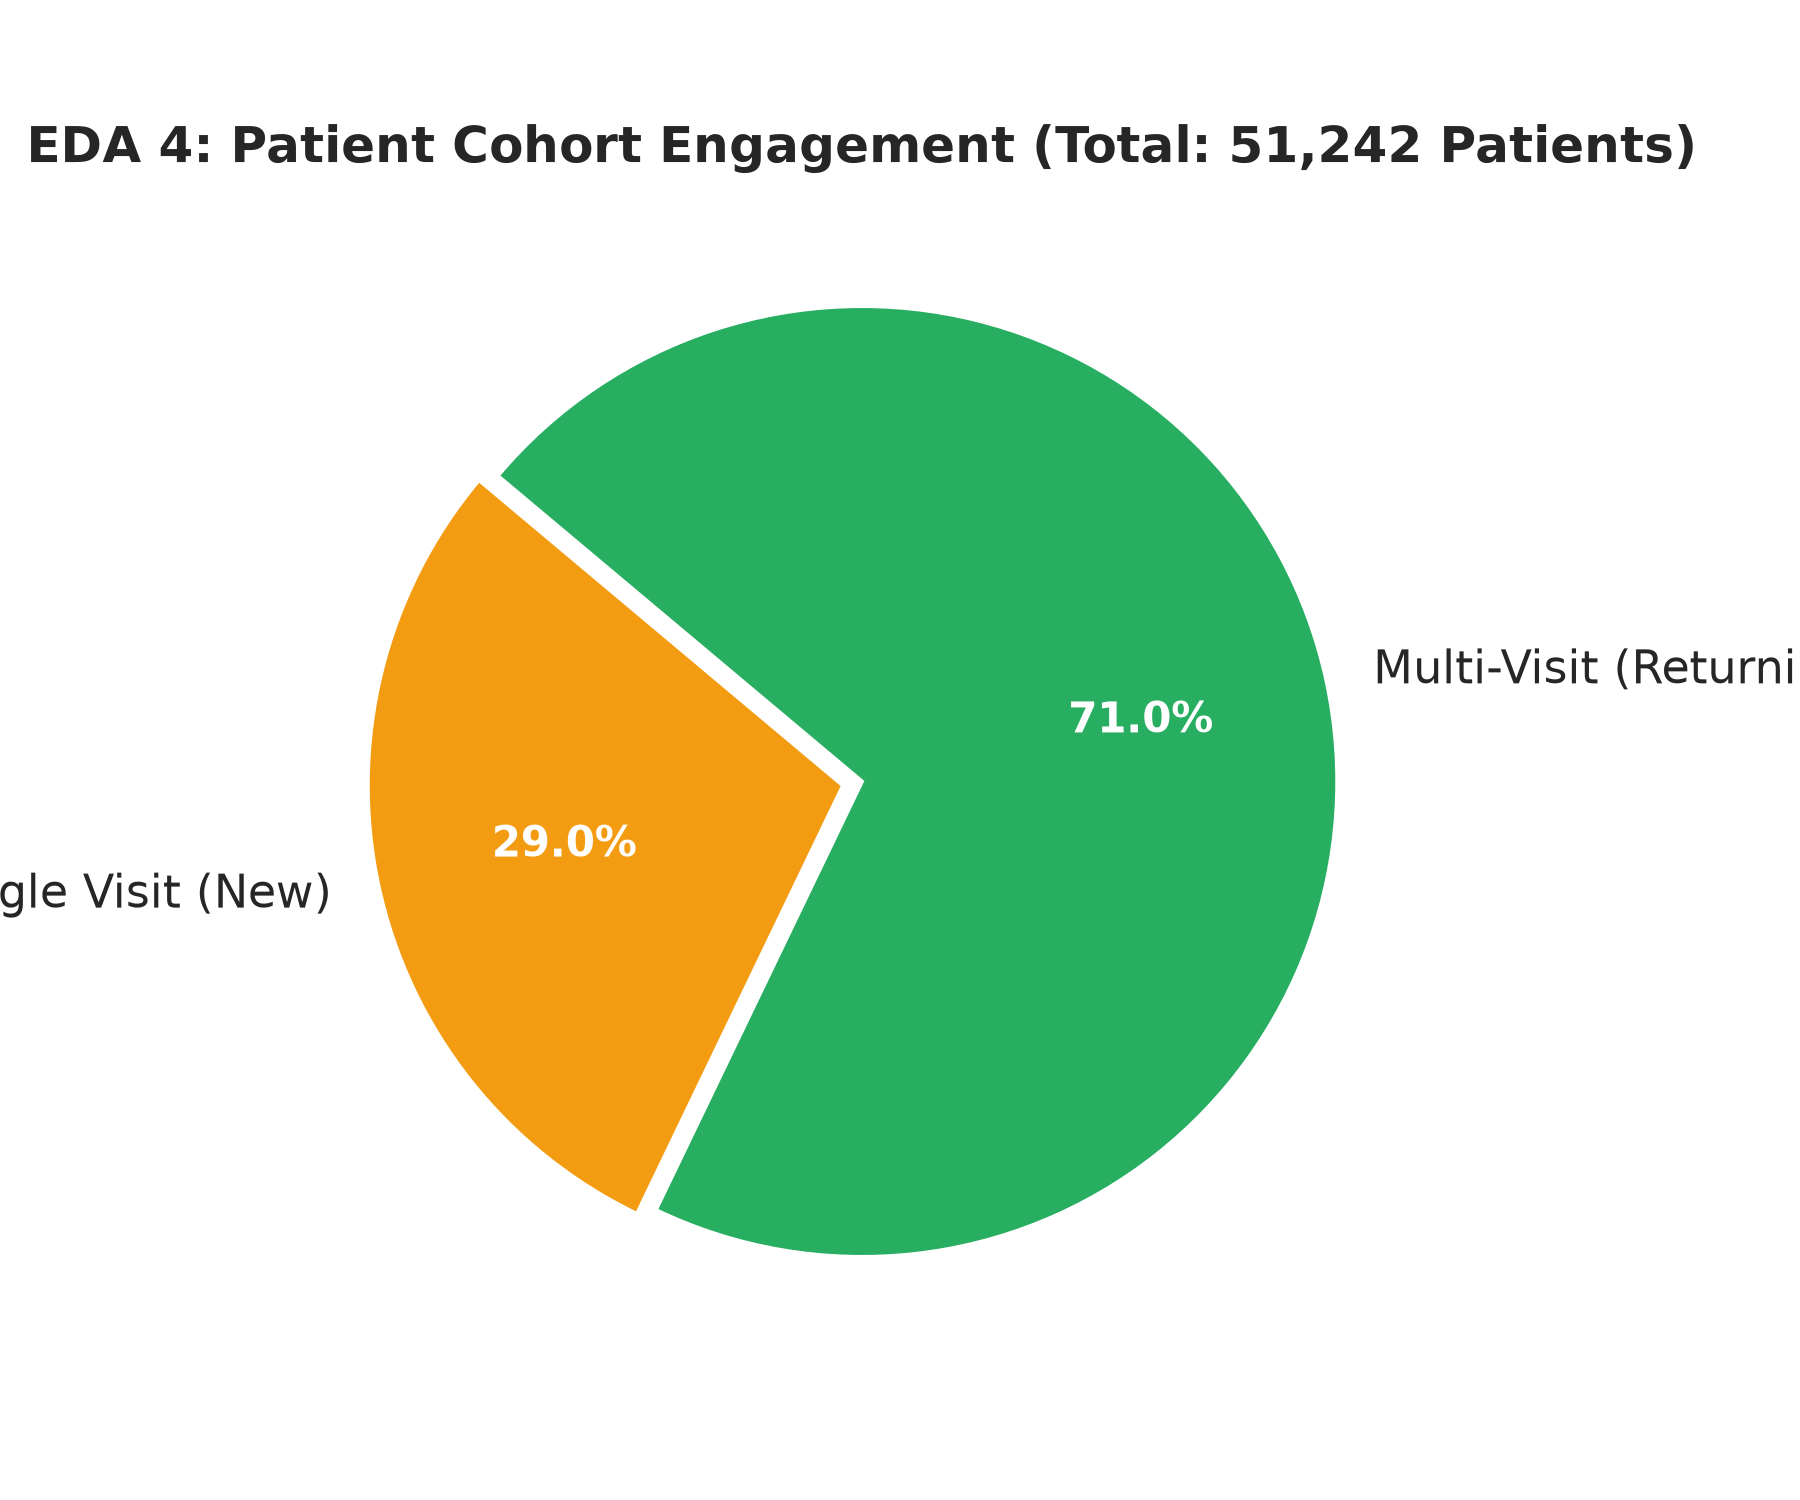 EDA 4: Patient Cohort Engagement (Total: 51,242 Patients)
Multi-Visit (Returni
71.0%
29.0%
gle Visit (New)